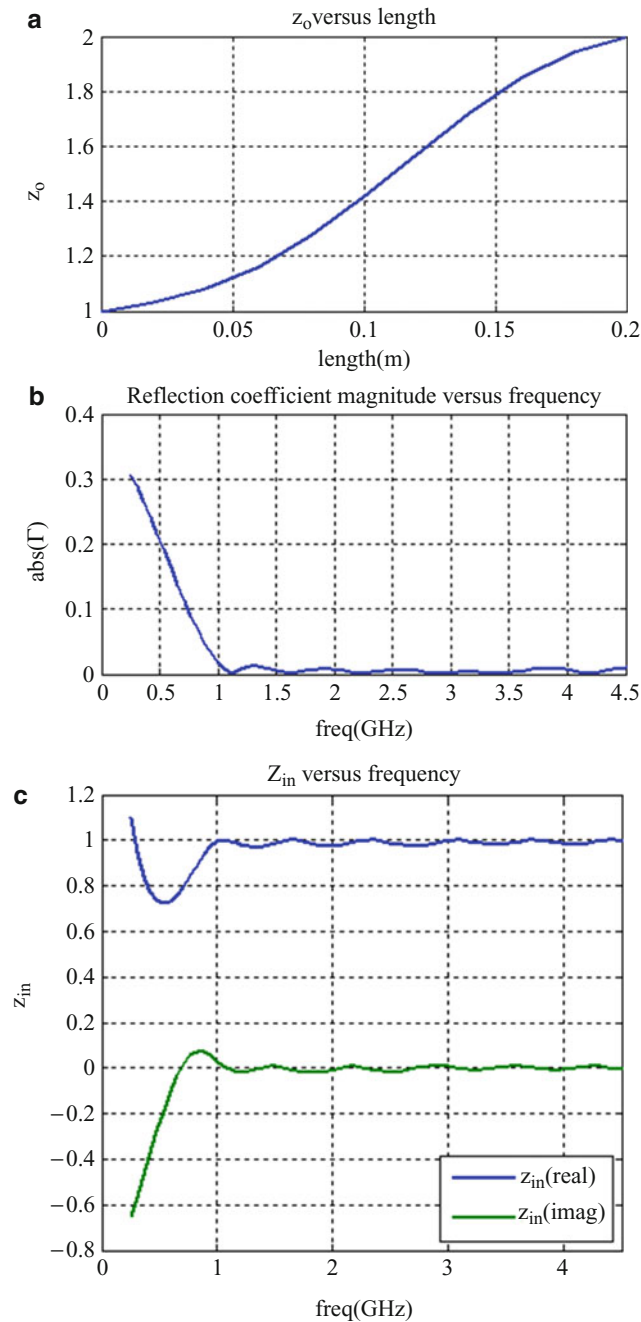 a
z₀versus length
2
1.8
1.6
1.4
1.2
1
z₀
0 0.05 0.1 0.15 0.2
length(m)
b
Reflection coefficient magnitude versus frequency
0.4
0.3
0.2
0.1
0
abs(Γ)
0 0.5 1 1.5 2 2.5 3 3.5 4 4.5
freq(GHz)
Zin versus frequency
c
1.2
1
0.8
0.6
0.4
0.2
0
−0.2
−0.4
−0.6
−0.8
zin
zin(real)
zin(imag)
0 1 2 3 4
freq(GHz)